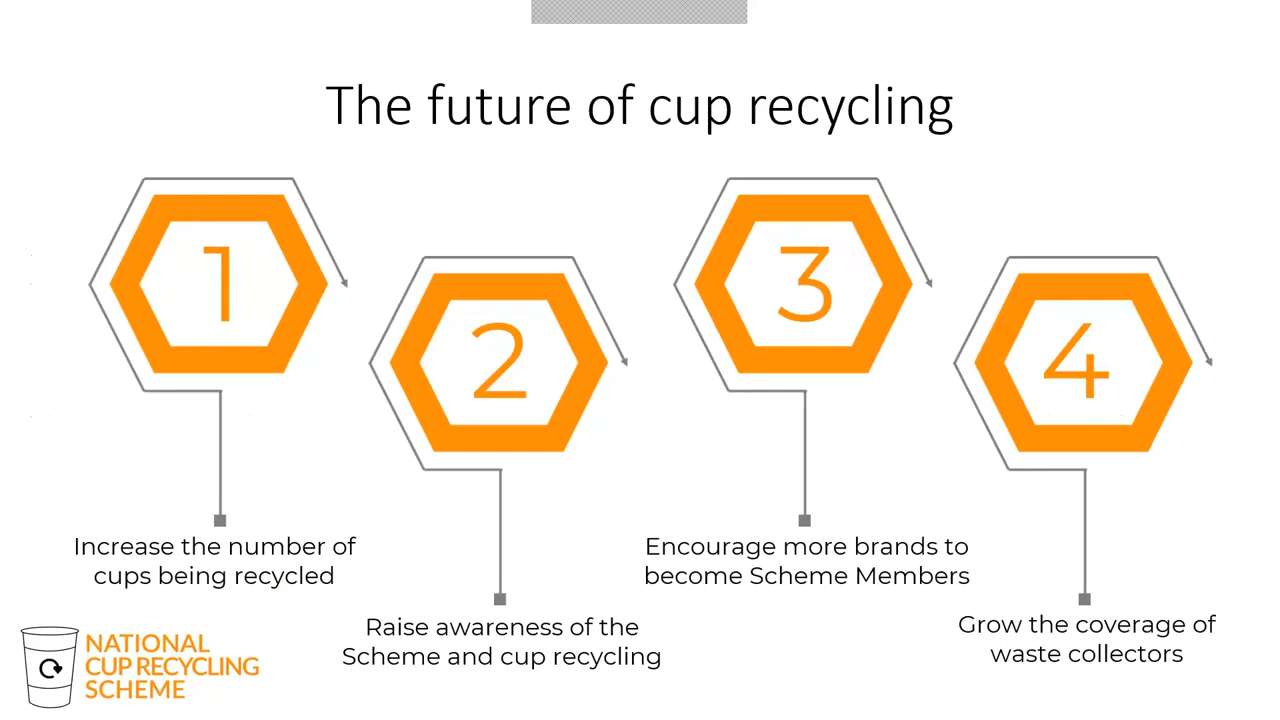 The future of cup recycling
1
2
3
4
Increase the number of
cups being recycled
Raise awareness of the
Scheme and cup recycling
Encourage more brands to
become Scheme Members
Grow the coverage of
waste collectors
NATIONAL
CUP RECYCLING
SCHEME